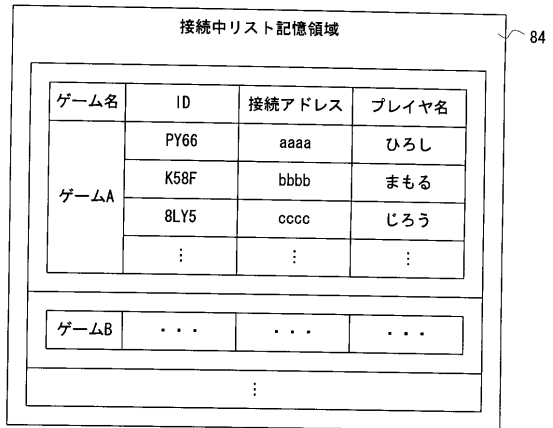 接続中リスト記憶領域
84
ゲーム名 ID 接続アドレス プレイヤ名
ゲームA
PY66 aaaa ひろし
K58F bbbb まもる
8LY5 cccc じろう
⋮ ⋮ ⋮
ゲームB ・・・ ・・・ ・・・
⋮